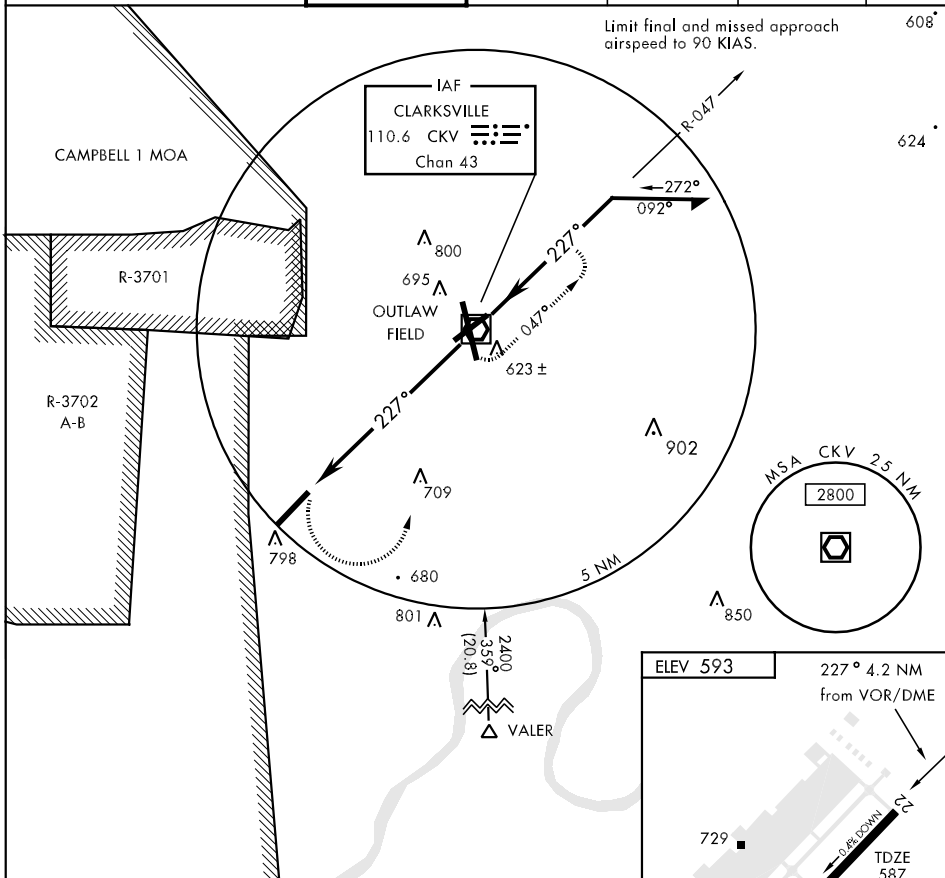 Limit final and missed approach
airspeed to 90 KIAS.
608
IAF
CLARKSVILLE
110.6 CKV
Chan 43
R-047
624
CAMPBELL 1 MOA
272°
092°
227°
800
R-3701
695
OUTLAW
FIELD
047°
623 ±
R-3702
A-B
227°
902
MSA CKV 25 NM
2800
709
798
680
5 NM
801
850
2400
359°
(20.8)
VALER
ELEV 593
227° 4.2 NM
from VOR/DME
22
729
0.4% DOWN
TDZE
587